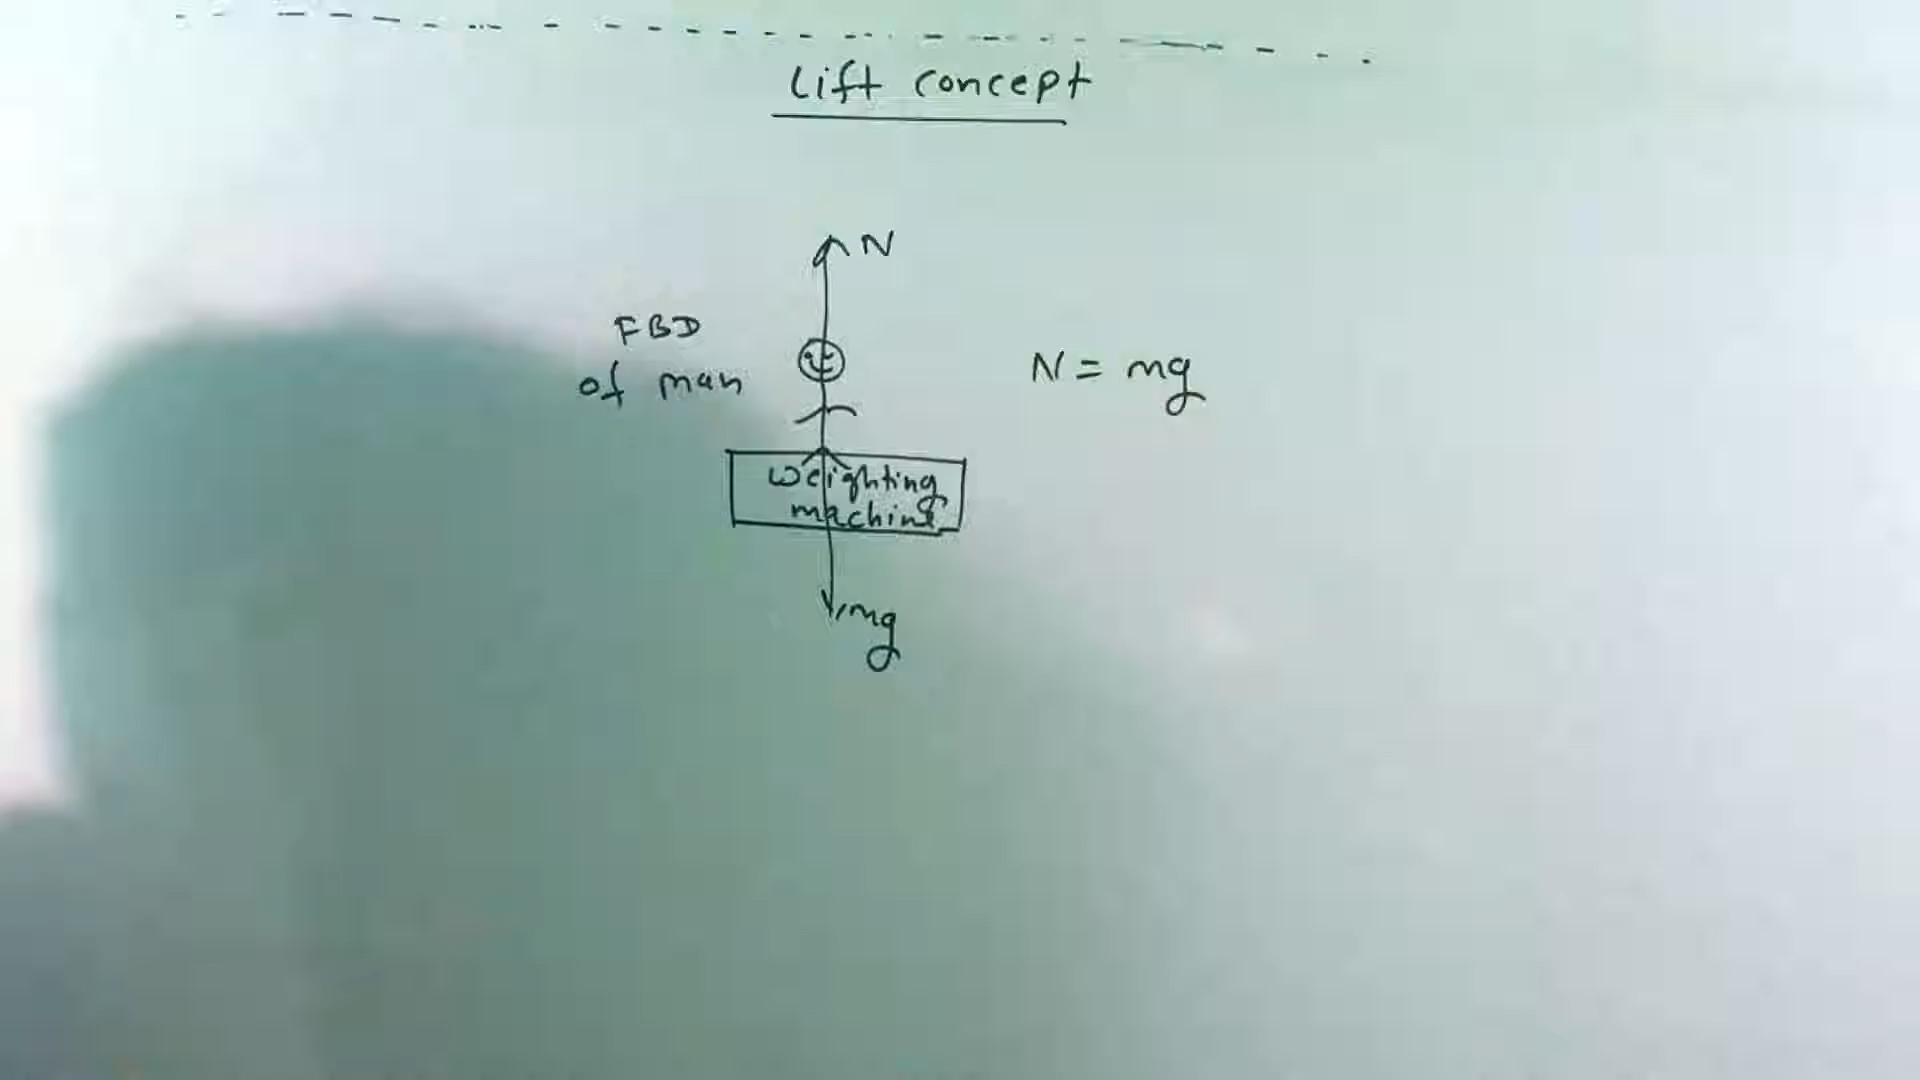 Lift concept
N
FBD
of man
N = mg
weighting
machine
mg